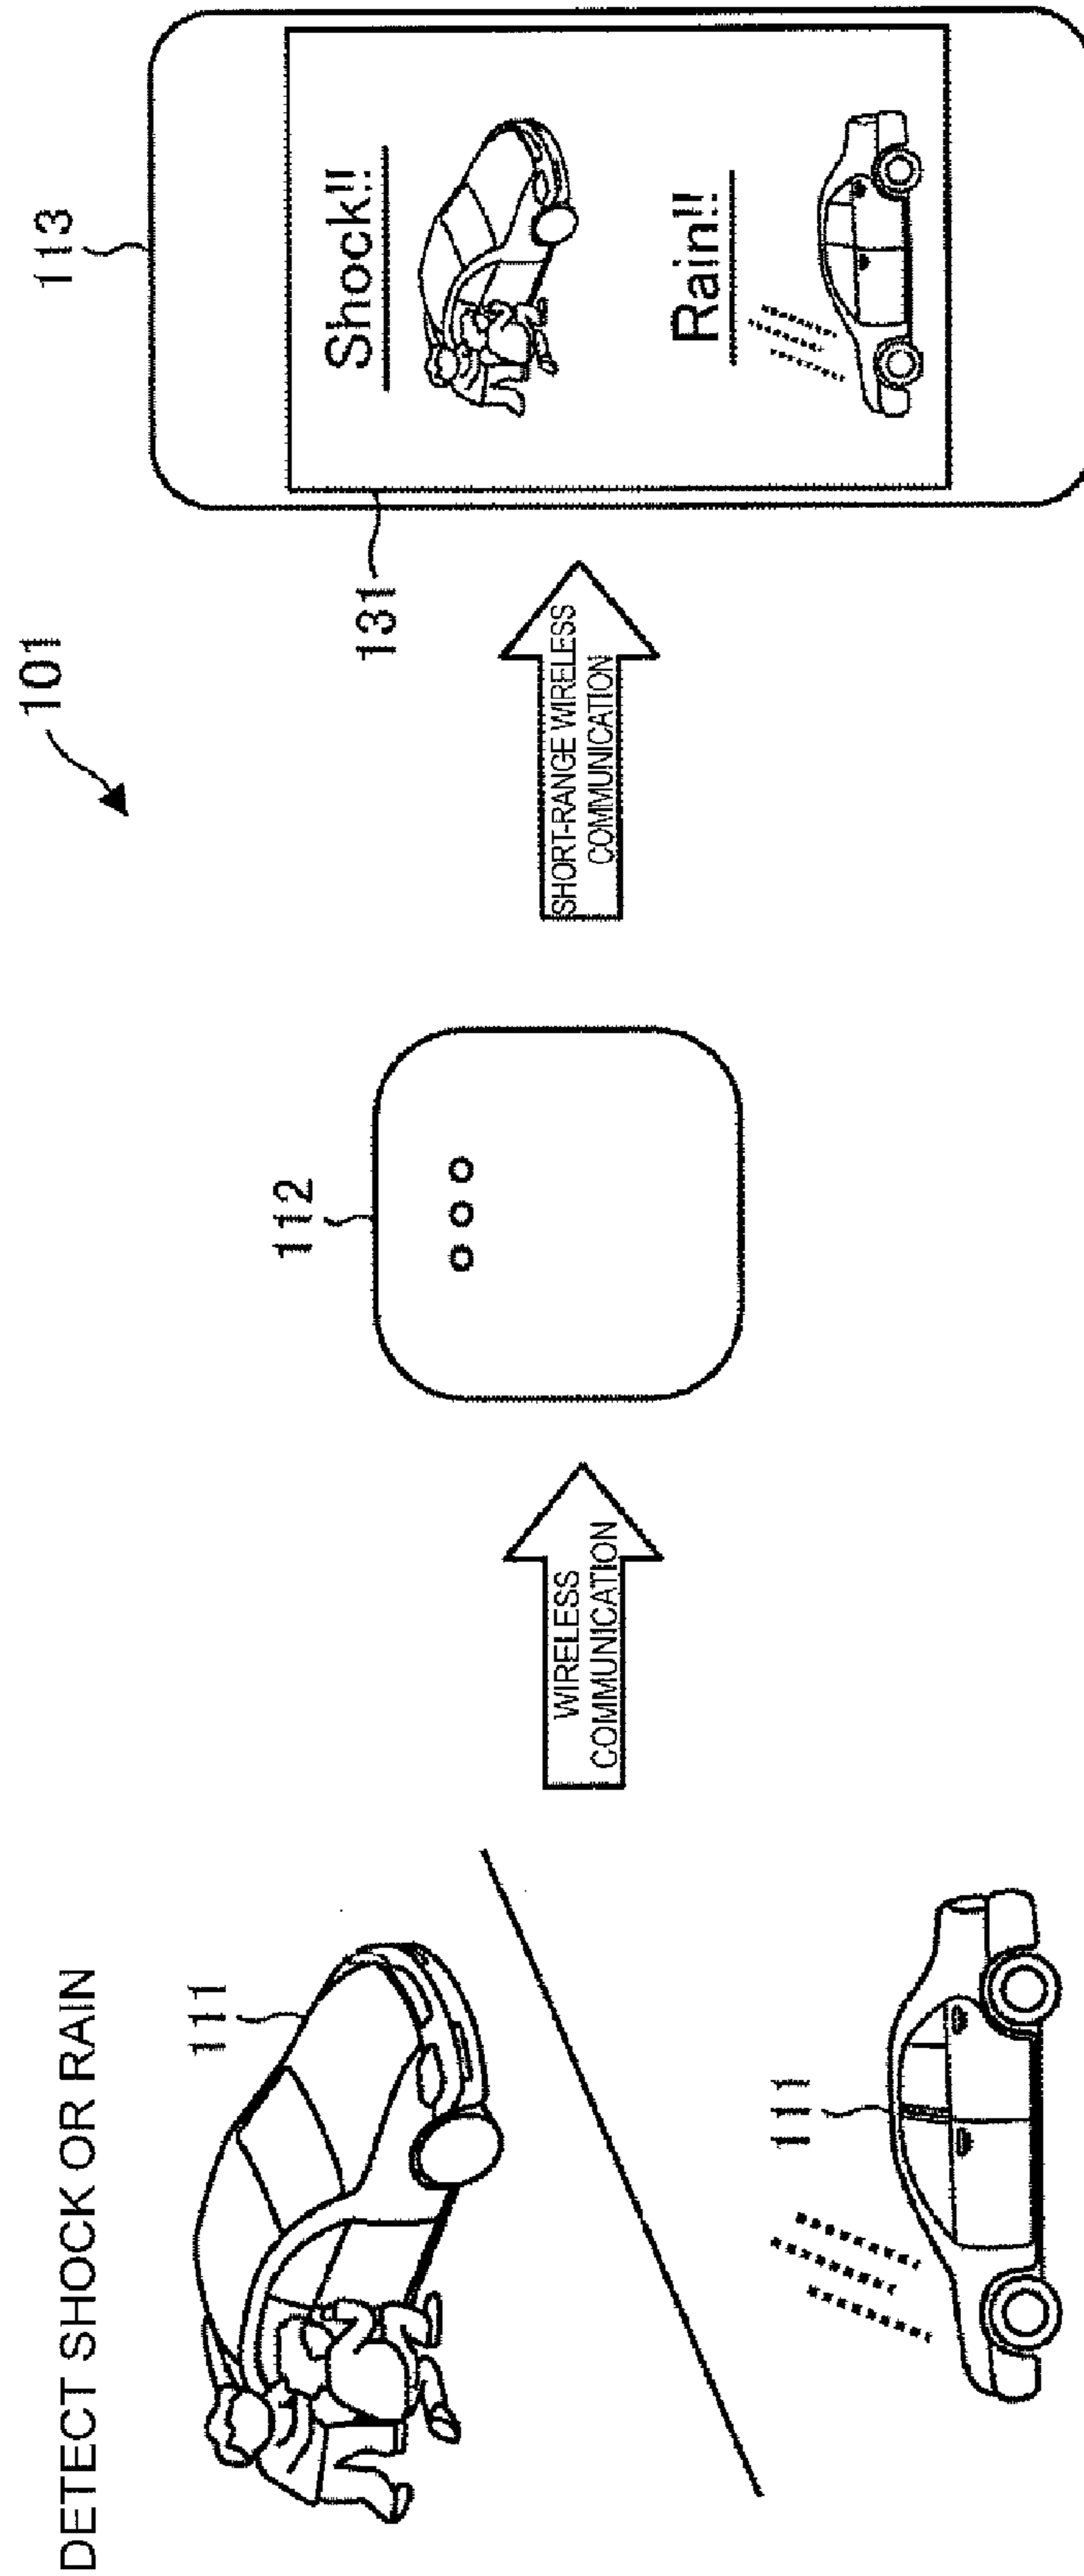 DETECT SHOCK OR RAIN
101
111
111
WIRELESS
COMMUNICATION
112
SHORT-RANGE WIRELESS
COMMUNICATION
113
131
Shock!!
Rain!!